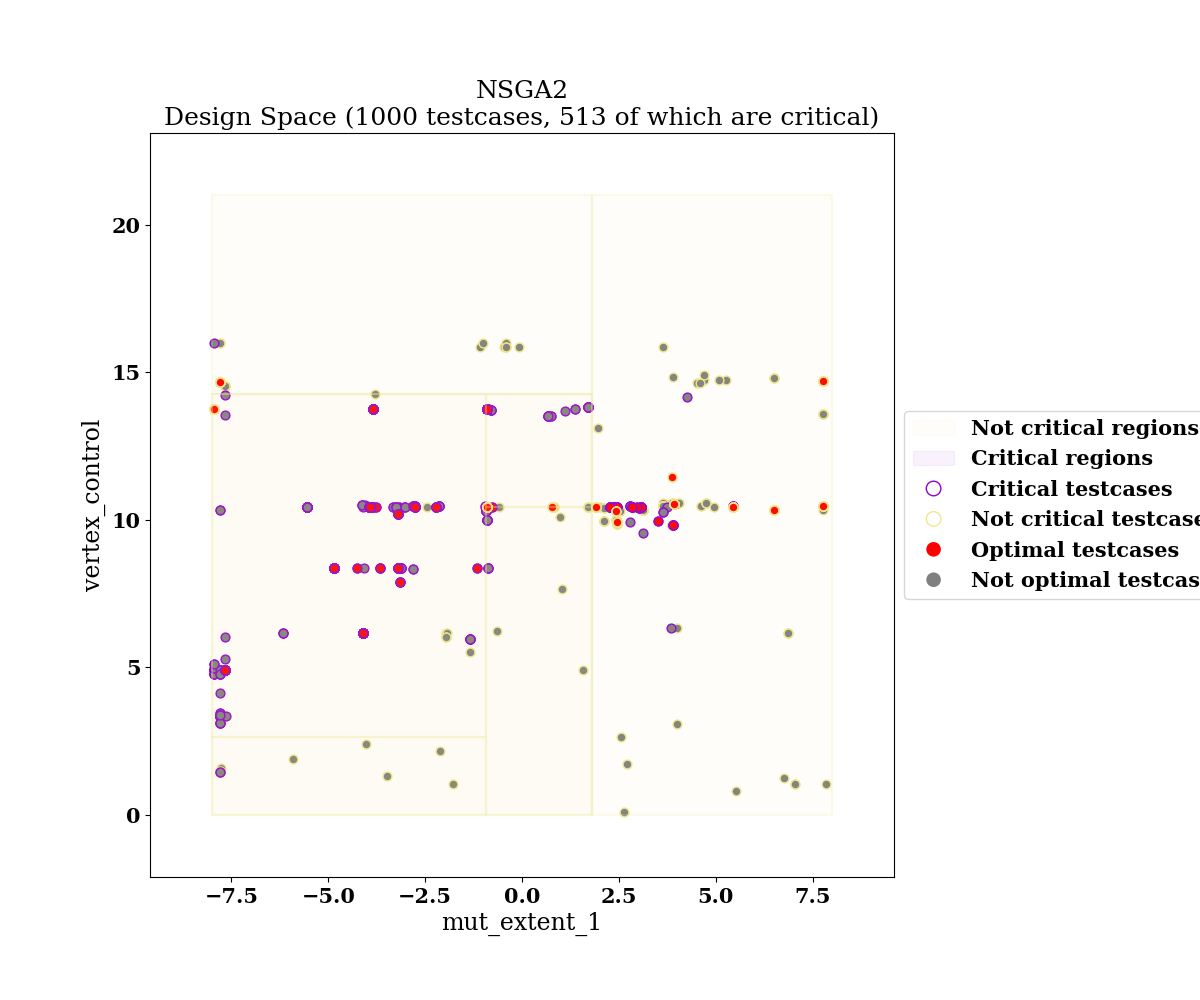 NSGA2
Design Space (1000 testcases, 513 of which are critical)
20
15
10
5
0
vertex_control
−7.5
−5.0
−2.5
0.0
2.5
5.0
7.5
mut_extent_1
Not critical regions
Critical regions
Critical testcases
Not critical testcase
Optimal testcases
Not optimal testcas